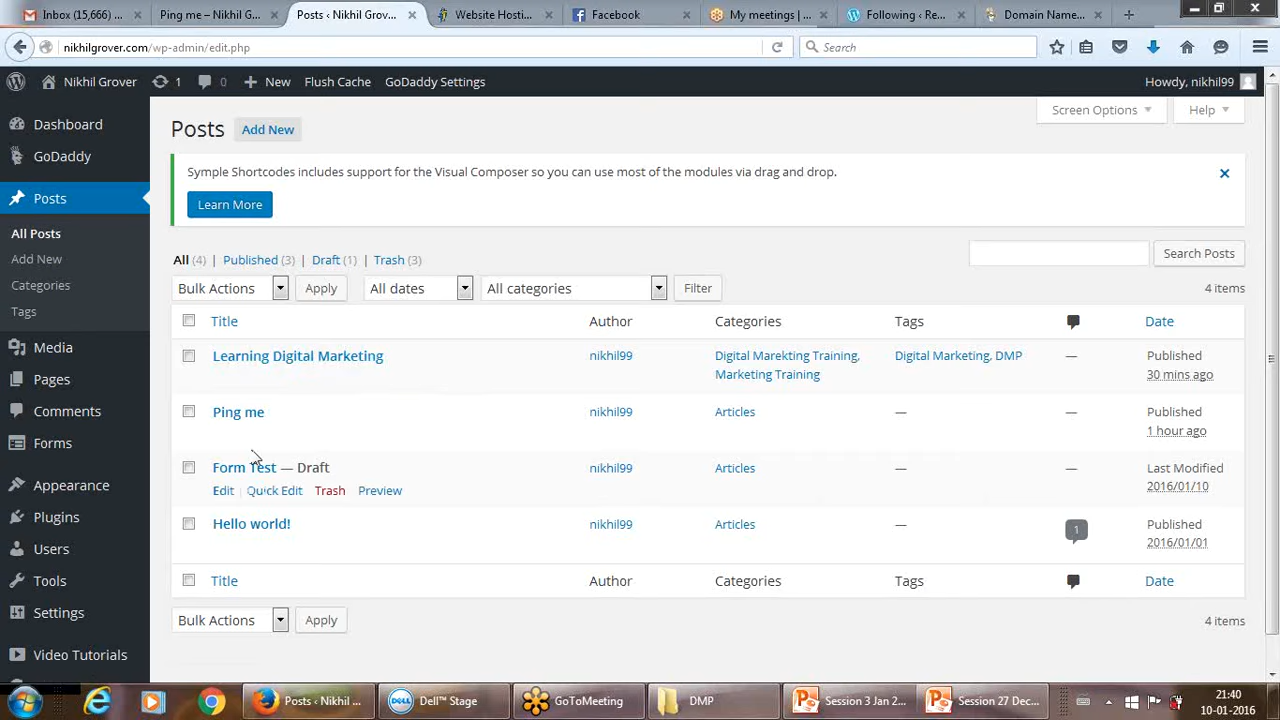 Inbox (15,666)
Ping me – Nikhil G...
Posts ‹ Nikhil Grov...
Website Hosti...
Facebook
My meetings | ...
Following ‹ Re...
Domain Name...
nikhilgrover.com/wp-admin/edit.php
Search
Nikhil Grover
1
0
New
Flush Cache
GoDaddy Settings
Howdy, nikhil99
Dashboard
GoDaddy
Posts
All Posts
Add New
Categories
Tags
Media
Pages
Comments
Forms
Appearance
Plugins
Users
Tools
Settings
Video Tutorials
Screen Options
Help
Posts
Add New
Symple Shortcodes includes support for the Visual Composer so you can use most of the modules via drag and drop.
Learn More
All (4) | Published (3) | Draft (1) | Trash (3)
Search Posts
Bulk Actions
Apply
All dates
All categories
Filter
4 items
Title Author Categories Tags Date
Learning Digital Marketing nikhil99 Digital Marekting Training, Digital Marketing, DMP — Published
Marketing Training 30 mins ago
Ping me nikhil99 Articles — — Published
1 hour ago
Form Test — Draft nikhil99 Articles — — Last Modified
Edit | Quick Edit Trash Preview 2016/01/10
Hello world! nikhil99 Articles — 1 Published
2016/01/01
Title Author Categories Tags Date
Bulk Actions
Apply
4 items
Posts ‹ Nikhil ...
DELL
Dell™ Stage
GoToMeeting
DMP
Session 3 Jan 2...
Session 27 Dec...
21:40
10-01-2016